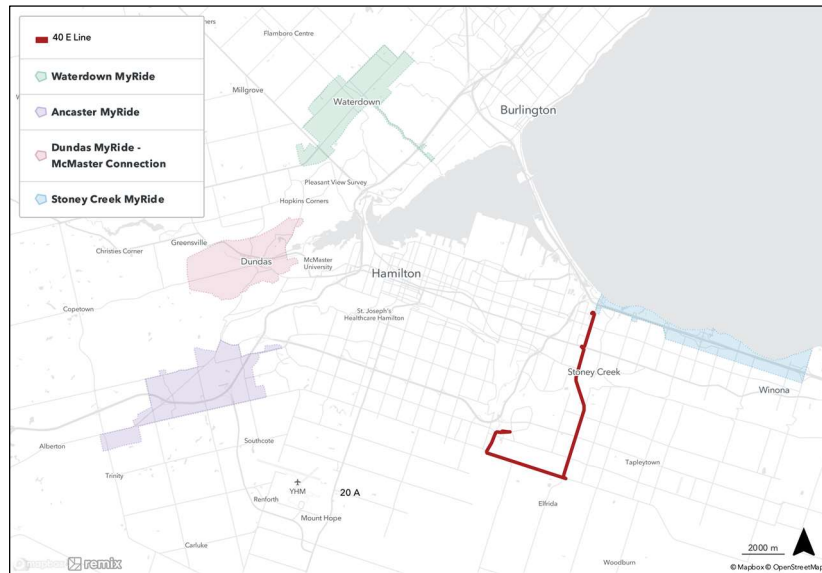 40 E Line
Waterdown MyRide
Ancaster MyRide
Dundas MyRide -
McMaster Connection
Stoney Creek MyRide
Flamboro Centre
Millgrove
Waterdown
Burlington
Pleasant View Survey
Hopkins Corners
Greensville
Christies Corner
Dundas
McMaster
University
Hamilton
Copetown
St. Joseph's
Healthcare Hamilton
Stoney Creek
Winona
Alberton
Southcote
Trinity
Tapleytown
YHM
20 A
Renforth
Elfrida
Mount Hope
Carluke
Woodburn
2000 m
mapbox
remix
© Mapbox © OpenStreetMap